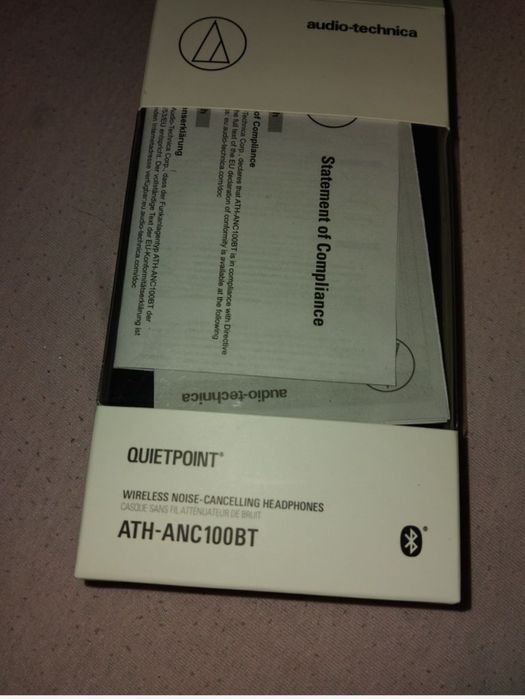 audio-technica
Statement of Compliance
of Compliance
Technica Corp., declares that ATH-ANC100BT is in compliance with Directive
he full text of the EU declaration of conformity is available at the following
eu.audio-technica.com/doc
nserklärung
Audio-Technica Corp., dass der Funkanlagentyp ATH-ANC100BT der
53/EU entspricht. Der vollständige Text der EU-Konformitätserklärung ist
nden Internetadresse verfügbar:eu.audio-technica.com/doc
audio-technica
QUIETPOINT®
WIRELESS NOISE-CANCELLING HEADPHONES
CASQUE SANS FIL ATTÉNUATEUR DE BRUIT
ATH-ANC100BT